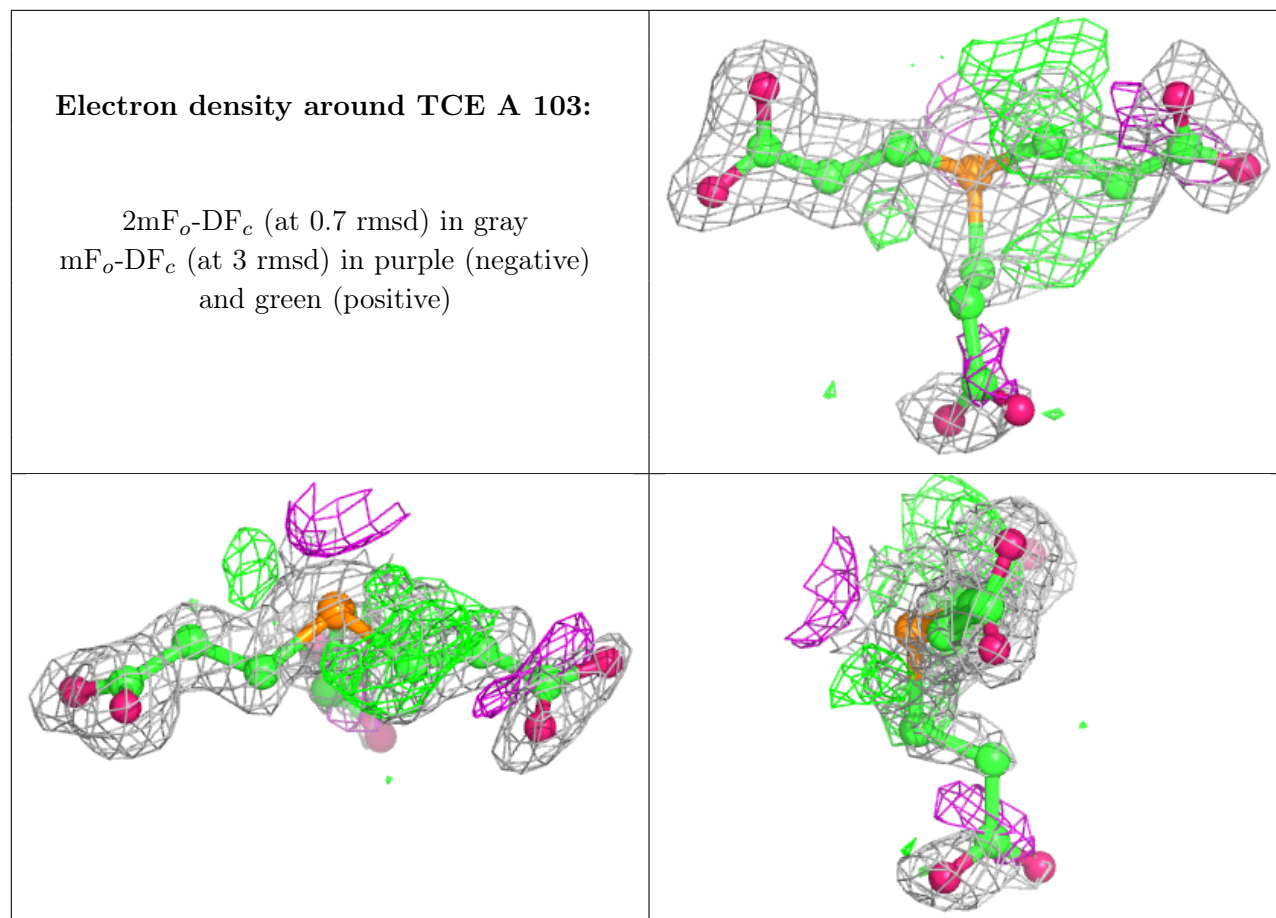 Electron density around TCE A 103:
2mFo-DFc (at 0.7 rmsd) in gray
mFo-DFc (at 3 rmsd) in purple (negative)
and green (positive)